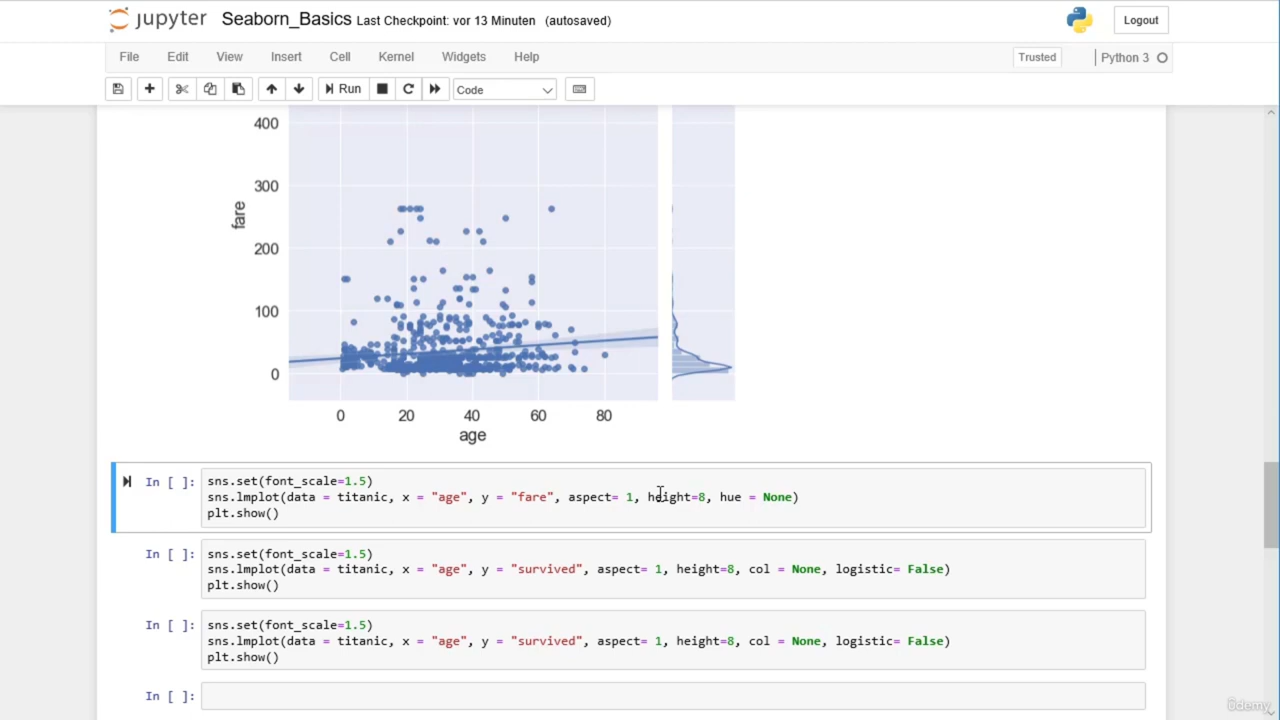 jupyter Seaborn_Basics Last Checkpoint: vor 13 Minuten (autosaved)
Logout
File Edit View Insert Cell Kernel Widgets Help
Trusted
Python 3
Run
Code
400
300
200
100
0
fare
0 20 40 60 80
age
In [ ]:
sns.set(font_scale=1.5)
sns.lmplot(data = titanic, x = "age", y = "fare", aspect= 1, height=8, hue = None)
plt.show()
In [ ]:
sns.set(font_scale=1.5)
sns.lmplot(data = titanic, x = "age", y = "survived", aspect= 1, height=8, col = None, logistic= False)
plt.show()
In [ ]:
sns.set(font_scale=1.5)
sns.lmplot(data = titanic, x = "age", y = "survived", aspect= 1, height=8, col = None, logistic= False)
plt.show()
In [ ]:
ûdemy